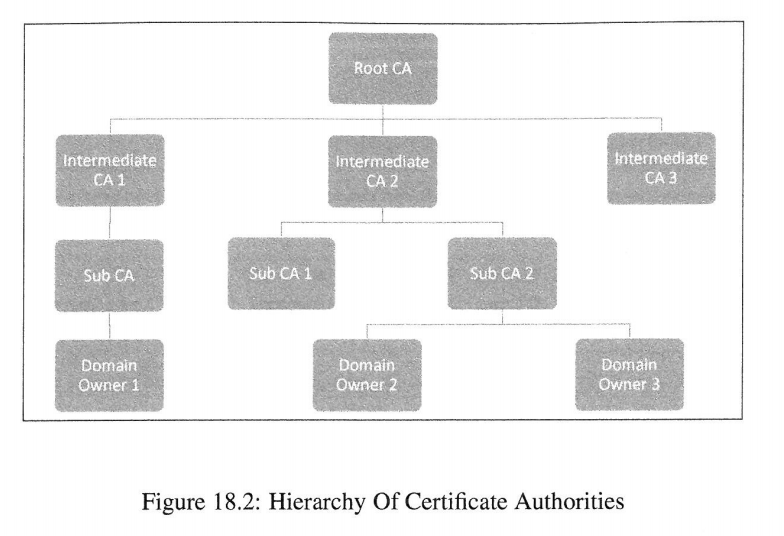 Root CA
Intermediate
CA 1
Intermediate
CA 2
Intermediate
CA 3
Sub CA
Sub CA 1
Sub CA 2
Domain
Owner 1
Domain
Owner 2
Domain
Owner 3
Figure 18.2: Hierarchy Of Certificate Authorities